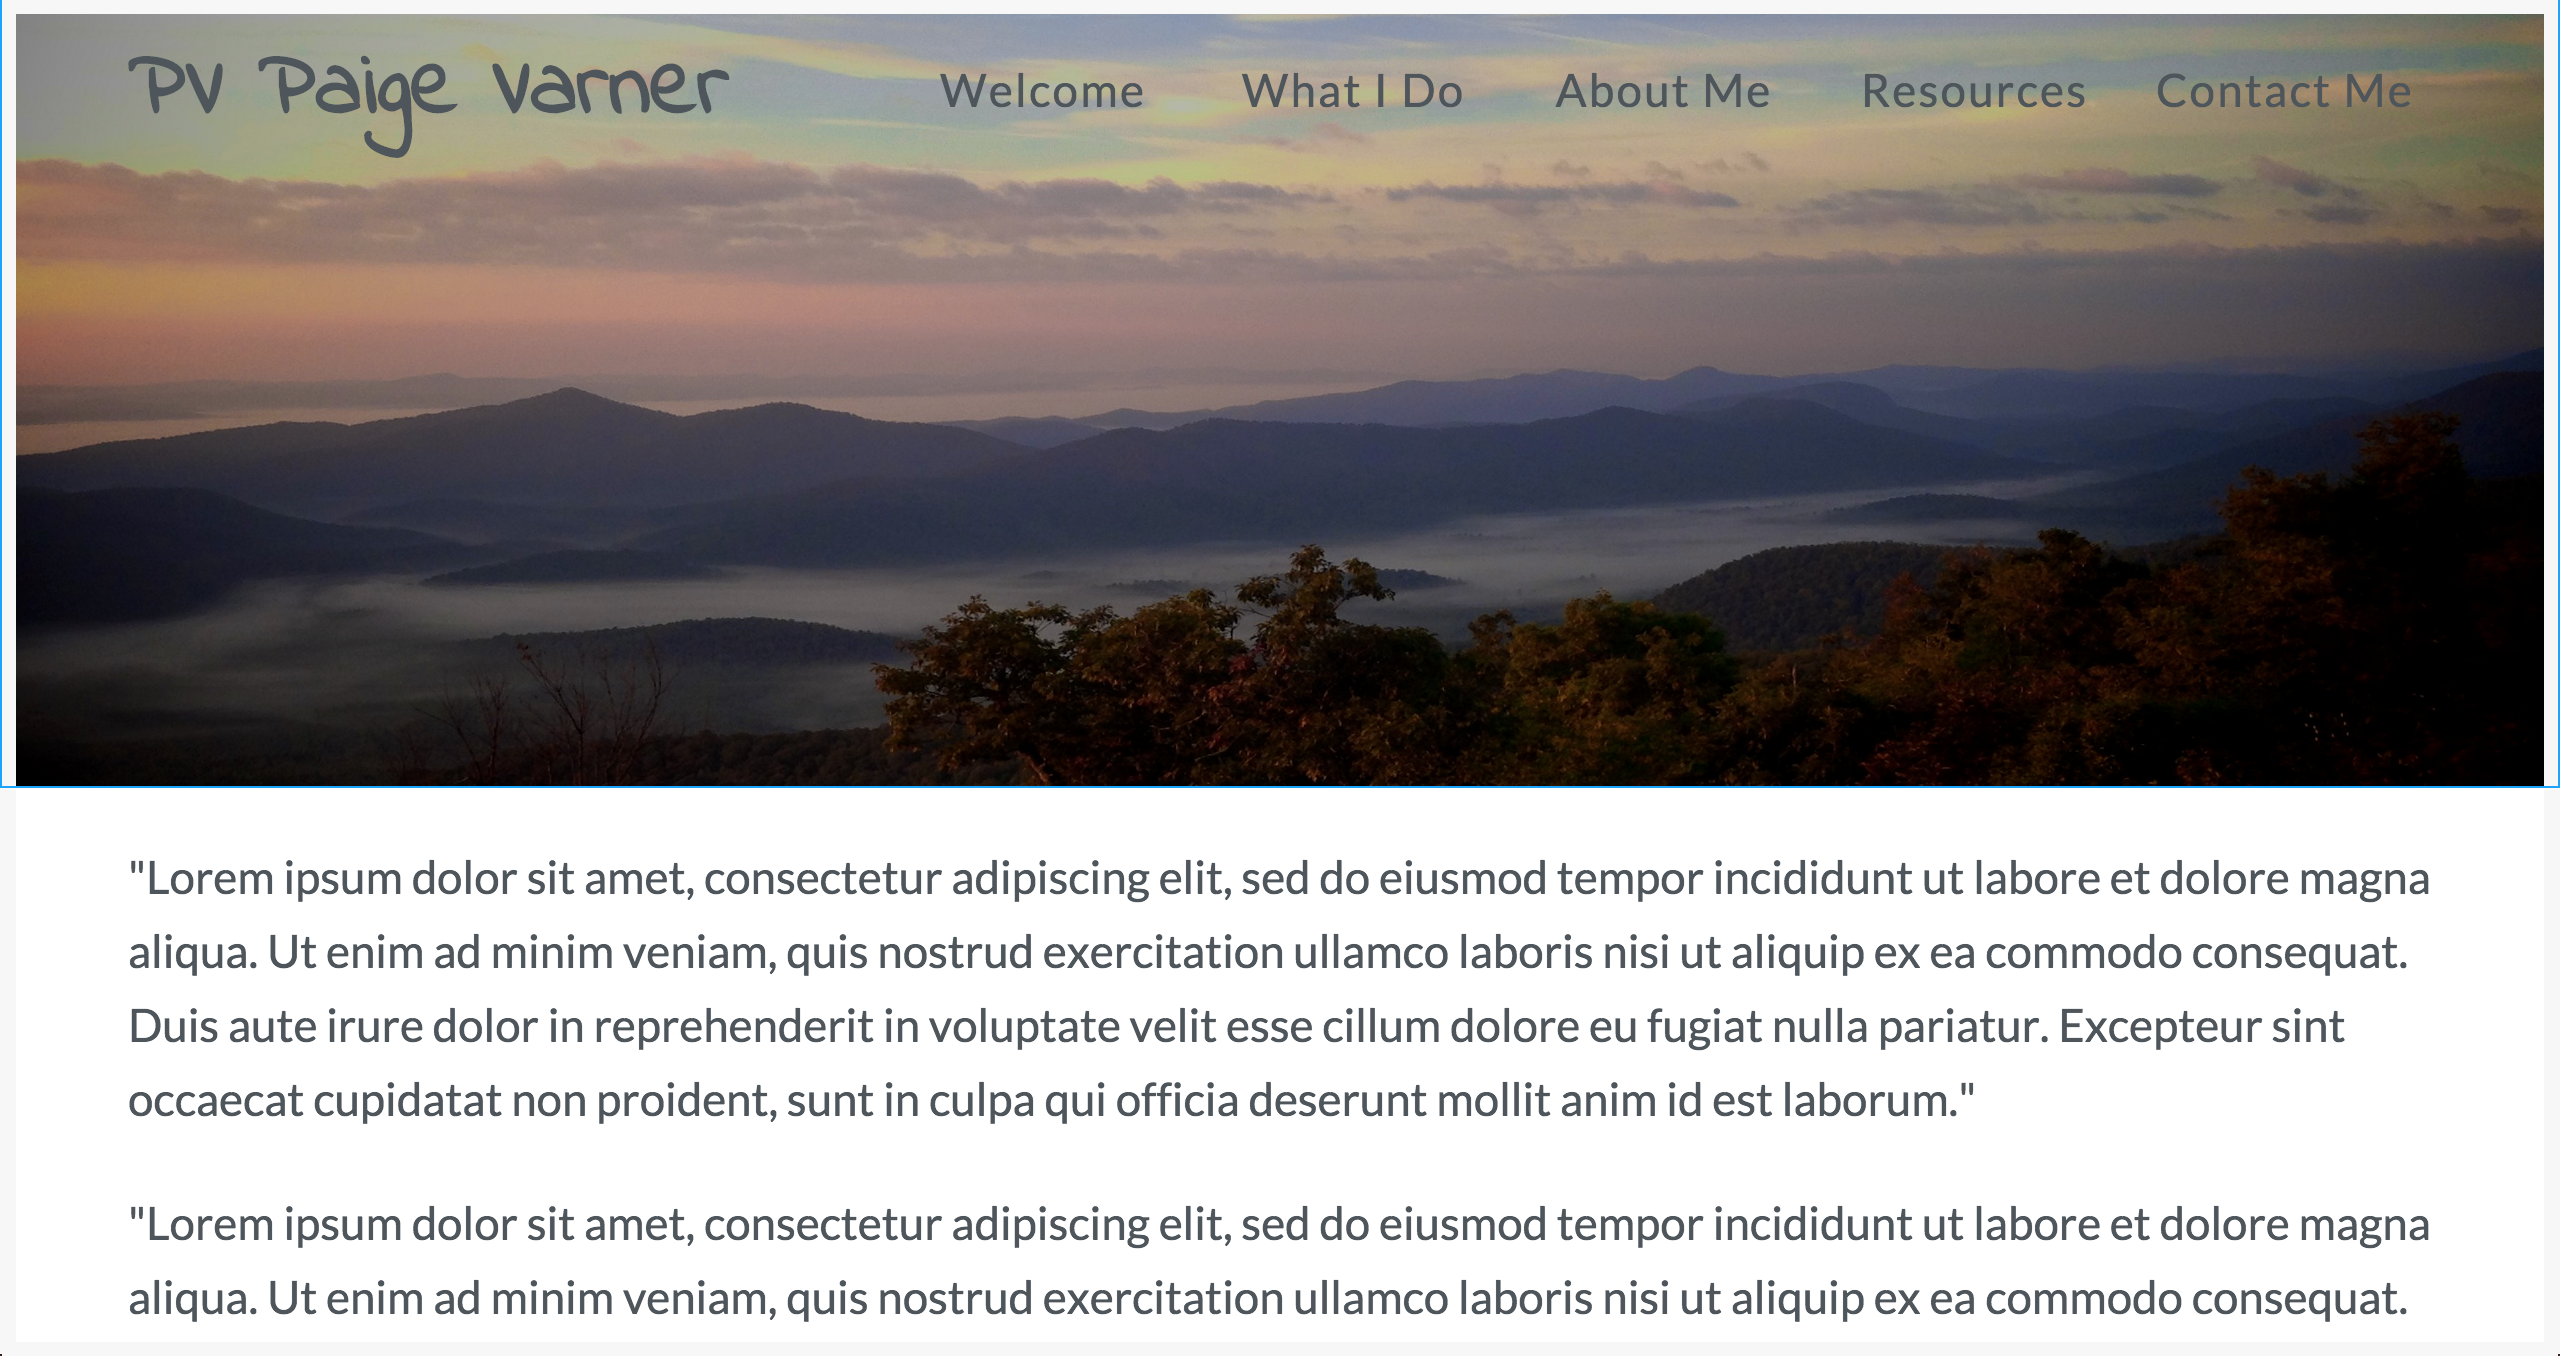 PV Paige Varner
Welcome What I Do About Me Resources Contact Me
"Lorem ipsum dolor sit amet, consectetur adipiscing elit, sed do eiusmod tempor incididunt ut labore et dolore magna
aliqua. Ut enim ad minim veniam, quis nostrud exercitation ullamco laboris nisi ut aliquip ex ea commodo consequat.
Duis aute irure dolor in reprehenderit in voluptate velit esse cillum dolore eu fugiat nulla pariatur. Excepteur sint
occaecat cupidatat non proident, sunt in culpa qui officia deserunt mollit anim id est laborum."
"Lorem ipsum dolor sit amet, consectetur adipiscing elit, sed do eiusmod tempor incididunt ut labore et dolore magna
aliqua. Ut enim ad minim veniam, quis nostrud exercitation ullamco laboris nisi ut aliquip ex ea commodo consequat.